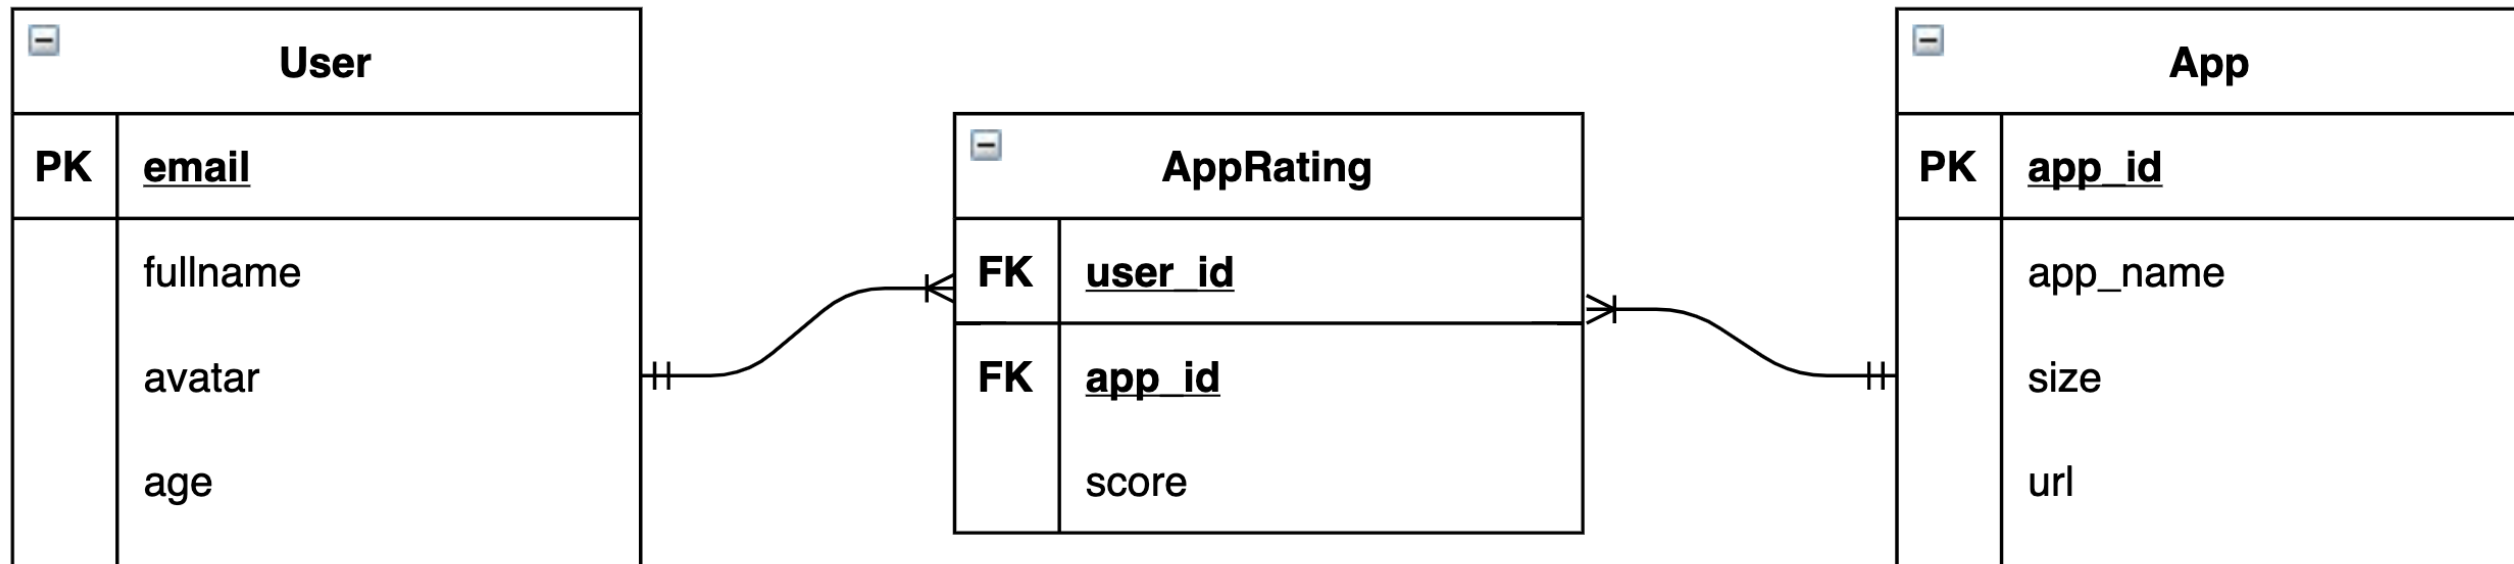 User
PK email
fullname
avatar
age
AppRating
FK user_id
FK app_id
score
App
PK app_id
app_name
size
url